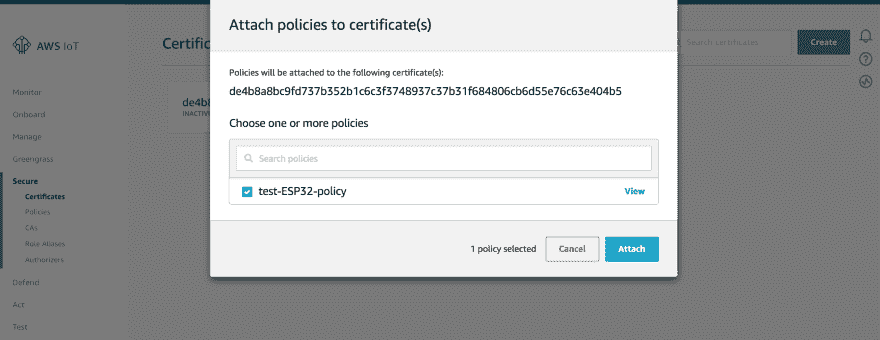 Attach policies to certificate(s)
AWS IoT
Certific
Search certificates
Create
Policies will be attached to the following certificate(s):
de4b8a8bc9fd737b352b1c6c3f3748937c37b31f684806cb6d55e76c63e404b5
Monitor
Onboard
Manage
Greengrass
Secure
Certificates
Policies
CAs
Role Aliases
Authorizers
Defend
Act
Test
de4b8
INACTIVE
Choose one or more policies
Search policies
test-ESP32-policy
View
1 policy selected
Cancel
Attach